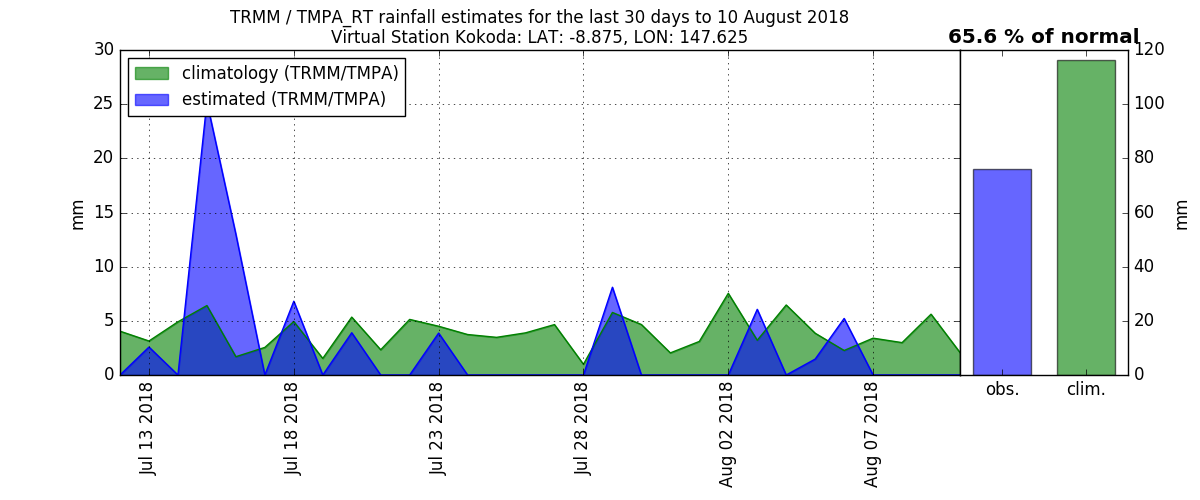 TRMM / TMPA_RT rainfall estimates for the last 30 days to 10 August 2018
Virtual Station Kokoda: LAT: -8.875, LON: 147.625
65.6 % of normal
climatology (TRMM/TMPA)
estimated (TRMM/TMPA)
30
25
20
15
10
5
0
mm
Jul 13 2018
Jul 18 2018
Jul 23 2018
Jul 28 2018
Aug 02 2018
Aug 07 2018
120
100
80
60
40
20
0
mm
obs.
clim.